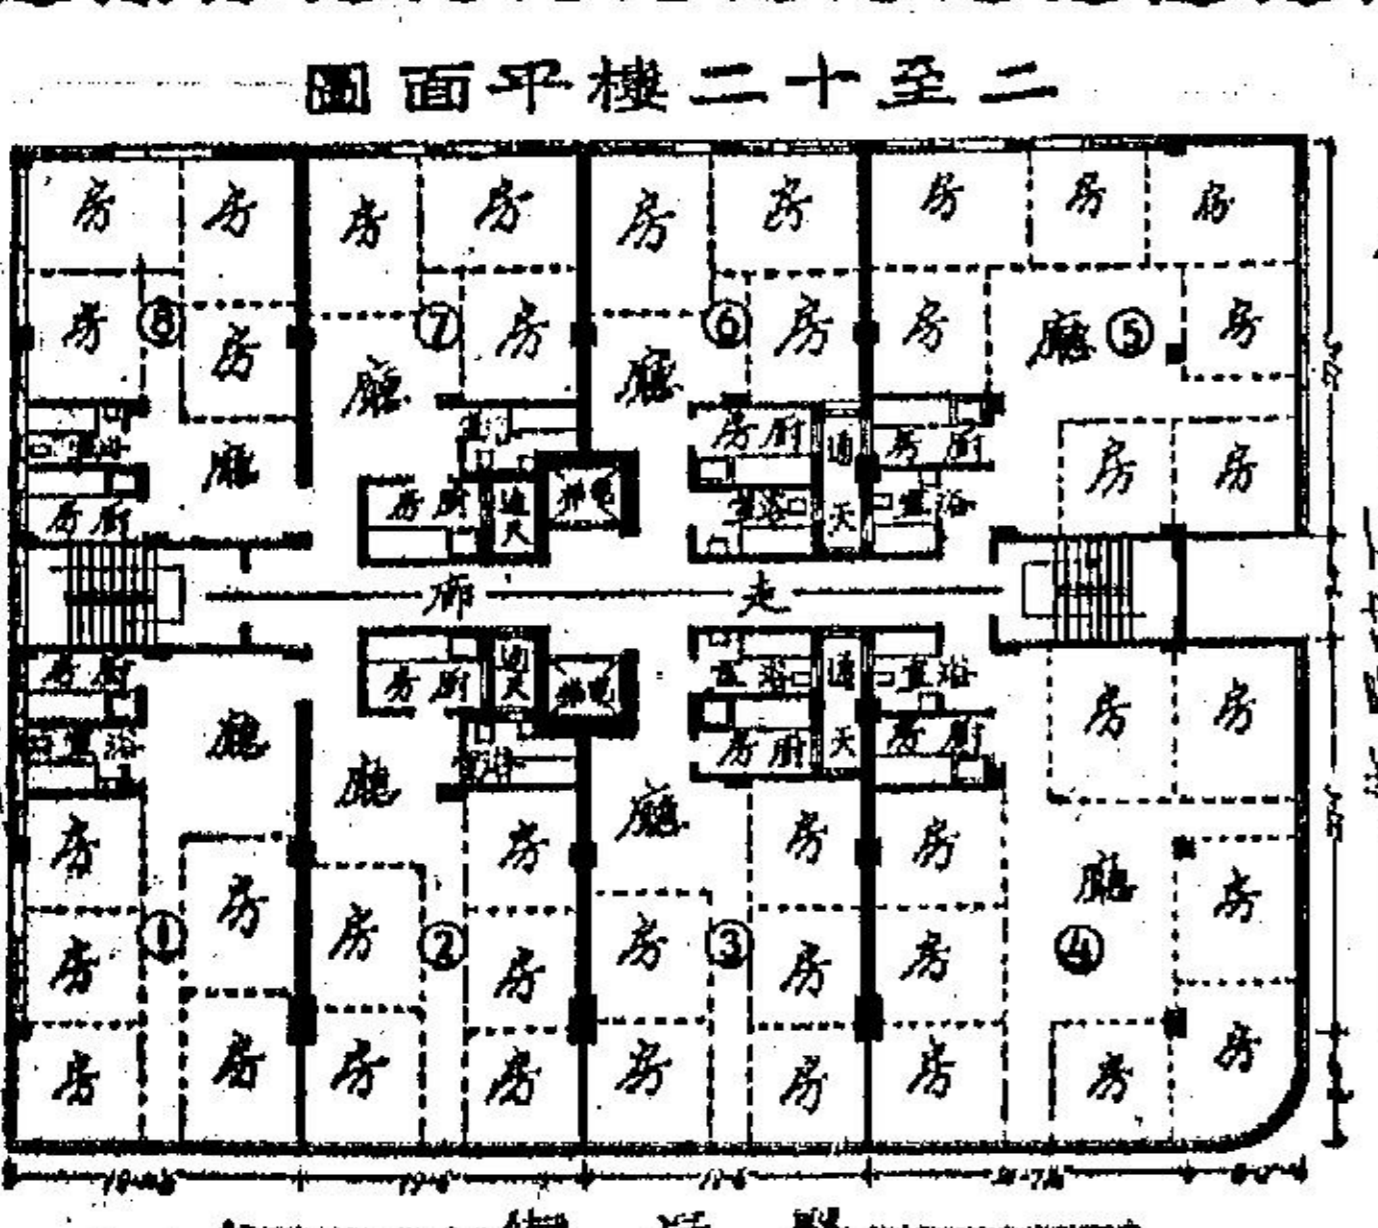 二至十二樓平面圖
房 房 房 房 房 房 房 房 房
房 ⑧ 房 ⑦ 房 ⑥ 房 房 廳 ⑤ 房
廳 廳
浴室 廳 廚房 通天 廚房 房 房
廚房 廚房 通天 電梯 浴室 浴室
走廊
廚房 廚房 通天 電梯 浴室 通天 浴室 房 房
浴室 廳 廳 浴室 廚房 廚房
廳
房 房 房 房 房 廳 房
房 ① 房 ② 房 房 ③ 房 房 ④
房 房 房 房 房 房 房 房 房